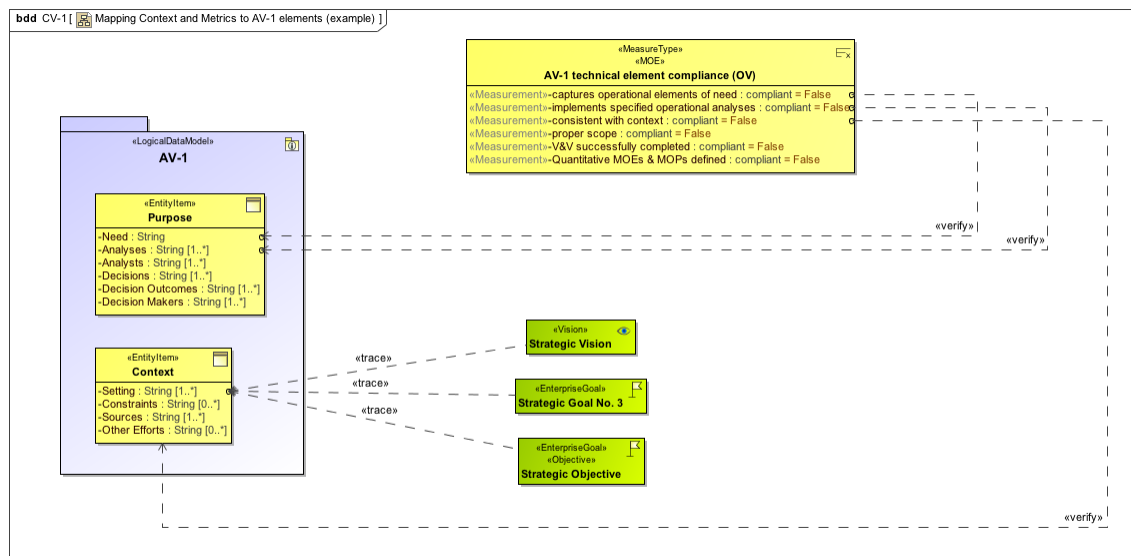 bdd CV-1 [ Mapping Context and Metrics to AV-1 elements (example) ]
«MeasureType»
«MOE»
AV-1 technical element compliance (OV)
«Measurement»-captures operational elements of need : compliant = False
«Measurement»-implements specified operational analyses : compliant = False
«Measurement»-consistent with context : compliant = False
«Measurement»-proper scope : compliant = False
«Measurement»-V&V successfully completed : compliant = False
«Measurement»-Quantitative MOEs & MOPs defined : compliant = False
«LogicalDataModel»
AV-1
«EntityItem»
Purpose
-Need : String
-Analyses : String [1..*]
-Analysts : String [1..*]
-Decisions : String [1..*]
-Decision Outcomes : String [1..*]
-Decision Makers : String [1..*]
«verify»
«verify»
«EntityItem»
Context
-Setting : String [1..*]
-Constraints : String [0..*]
-Sources : String [1..*]
-Other Efforts : String [0..*]
«trace»
«trace»
«trace»
«Vision»
Strategic Vision
«EnterpriseGoal»
Strategic Goal No. 3
«EnterpriseGoal»
«Objective»
Strategic Objective
«verify»